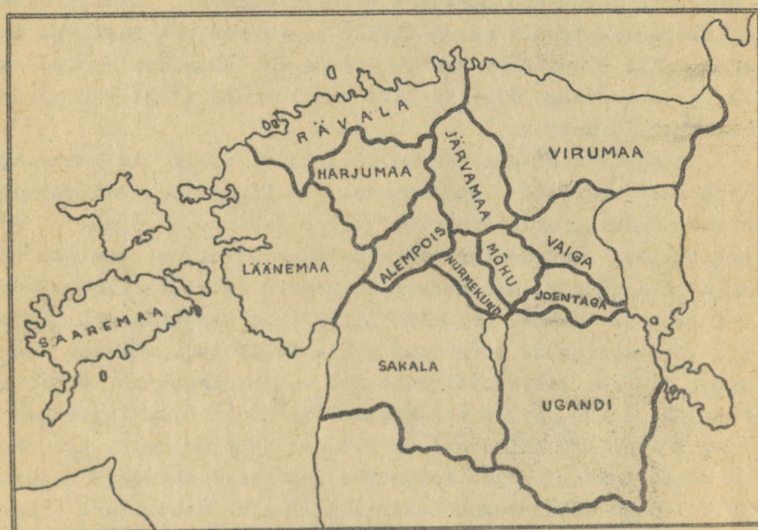 RÄVALA
HARJUMAA
JÄRVAMAA
VIRUMAA
LÄÄNEMAA
ALEMPOIS
NURMEKUND
MÕHU
VAIGA
JOENTAGA
SAAREMAA
SAKALA
UGANDI